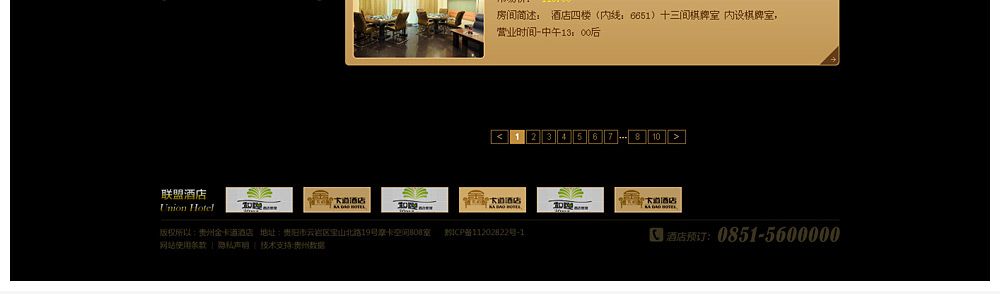 房间简述： 酒店四楼（内线：6651）十三间棋牌室 内设棋牌室，
营业时间-中午13：00后
< 1 2 3 4 5 6 7 ... 8 10 >
联盟酒店
Union Hotel
卡道酒店
KA DAO HOTEL
卡道酒店
KA DAO HOTEL
卡道酒店
KA DAO HOTEL
版权所以：贵州金卡道酒店 地址：贵阳市云岩区宝山北路19号摩卡空间808室 黔ICP备11202822号-1
网站使用条款 | 隐私声明 | 技术支持:贵州数据
酒店预订： 0851-5600000